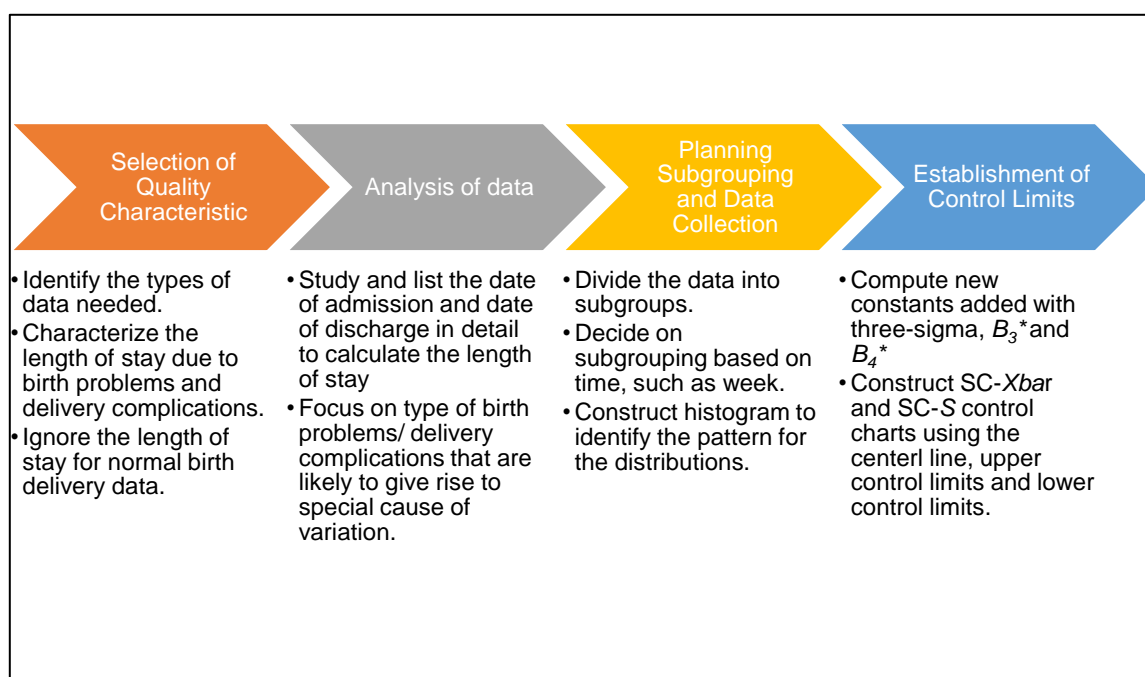 Selection of
Quality
Characteristic
• Identify the types of
data needed.
• Characterize the
length of stay due to
birth problems and
delivery complications.
• Ignore the length of
stay for normal birth
delivery data.
Analysis of data
• Study and list the date
of admission and date
of discharge in detail
to calculate the length
of stay
• Focus on type of birth
problems/ delivery
complications that are
likely to give rise to
special cause of
variation.
Planning
Subgrouping
and Data
Collection
• Divide the data into
subgroups.
• Decide on
subgrouping based on
time, such as week.
• Construct histogram to
identify the pattern for
the distributions.
Establishment of
Control Limits
• Compute new
constants added with
three-sigma, B3* and
B4*
• Construct SC-Xbar
and SC-S control
charts using the
centerl line, upper
control limits and lower
control limits.